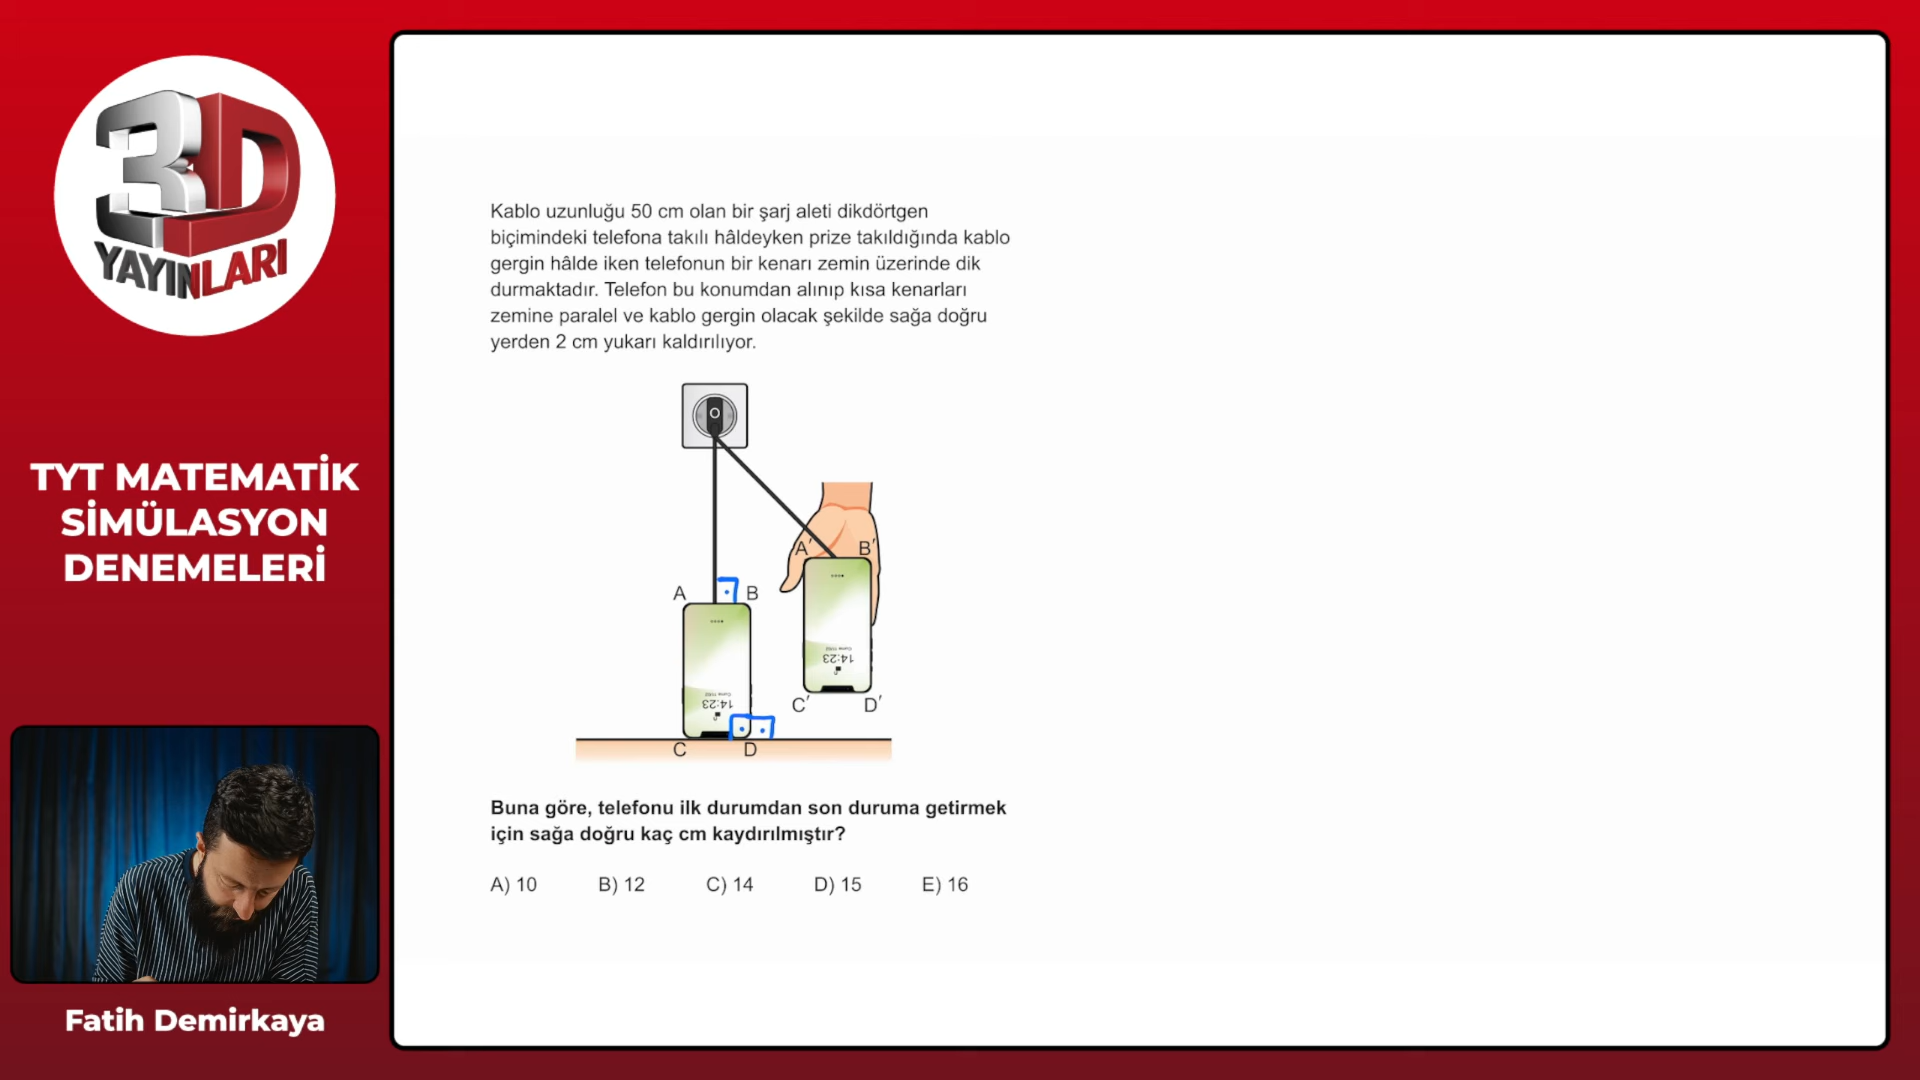 3D
YAYINLARI
TYT MATEMATİK
SİMÜLASYON
DENEMELERİ
Fatih Demirkaya
Kablo uzunluğu 50 cm olan bir şarj aleti dikdörtgen
biçimindeki telefona takılı hâldeyken prize takıldığında kablo
gergin hâlde iken telefonun bir kenarı zemin üzerinde dik
durmaktadır. Telefon bu konumdan alınıp kısa kenarları
zemine paralel ve kablo gergin olacak şekilde sağa doğru
yerden 2 cm yukarı kaldırılıyor.
A′ B′
A B
14:23
14:23
C′ D′
C D
Buna göre, telefonu ilk durumdan son duruma getirmek
için sağa doğru kaç cm kaydırılmıştır?
A) 10 B) 12 C) 14 D) 15 E) 16